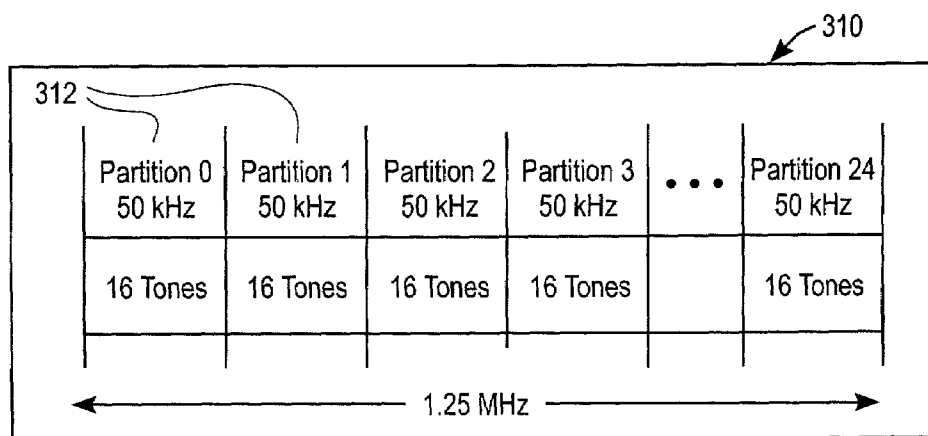 310
312
Partition 0 Partition 1 Partition 2 Partition 3 • • • Partition 24
50 kHz 50 kHz 50 kHz 50 kHz 50 kHz
16 Tones 16 Tones 16 Tones 16 Tones 16 Tones
1.25 MHz